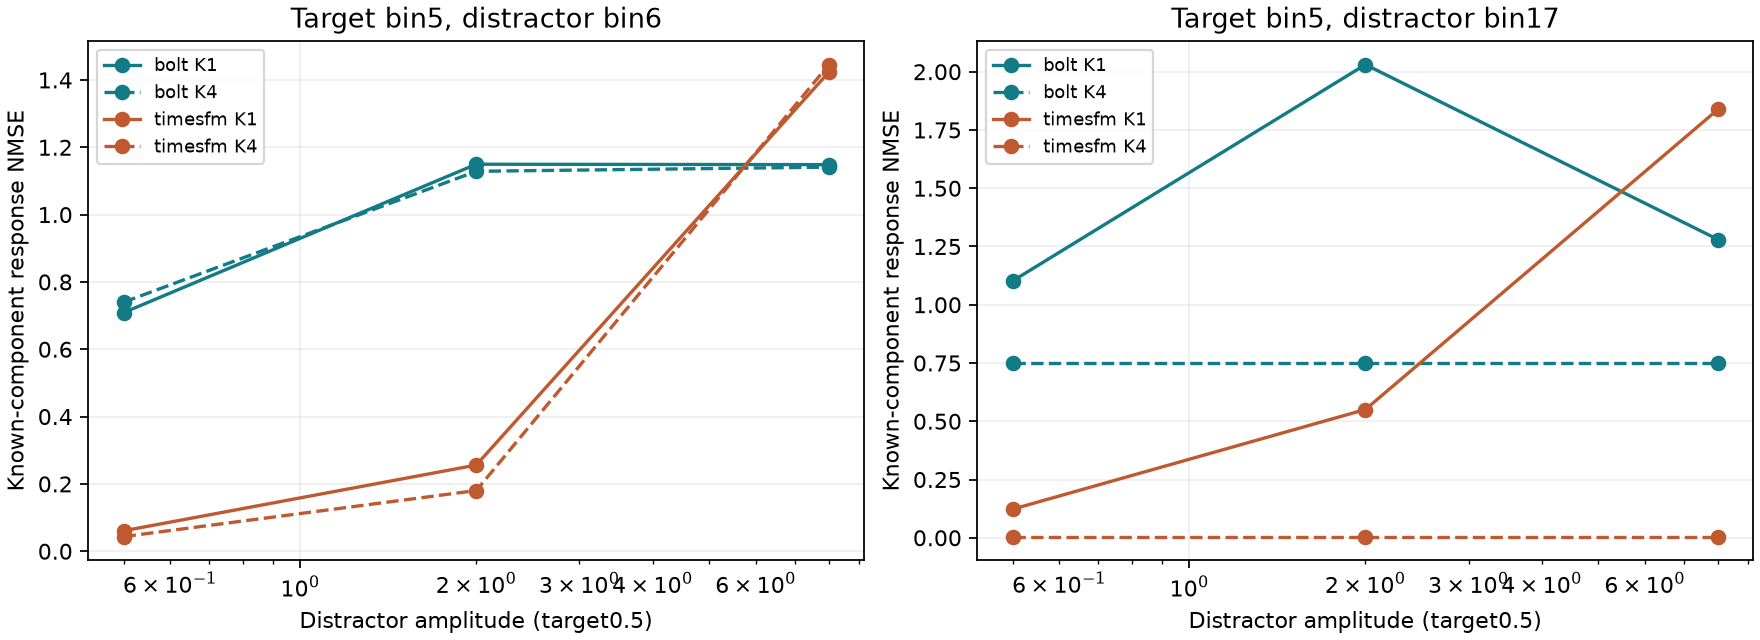 Target bin5, distractor bin6
Known-component response NMSE
1.4
1.2
1.0
0.8
0.6
0.4
0.2
0.0
bolt K1
bolt K4
timesfm K1
timesfm K4
6 × 10⁻¹
10⁰
2 × 10⁰
3 × 10⁰
4 × 10⁰
6 × 10⁰
Distractor amplitude (target0.5)
Target bin5, distractor bin17
Known-component response NMSE
2.00
1.75
1.50
1.25
1.00
0.75
0.50
0.25
0.00
bolt K1
bolt K4
timesfm K1
timesfm K4
6 × 10⁻¹
10⁰
2 × 10⁰
3 × 10⁰
4 × 10⁰
6 × 10⁰
Distractor amplitude (target0.5)